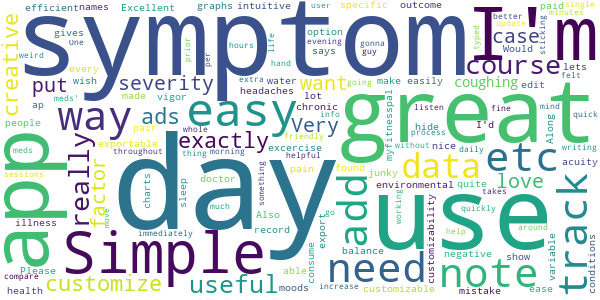 efficient names Excellent graphs intuitive user specific outcome paid single
creative weird gives One per says option hours evening gonna guy prior life typed better update minutes
symptom I'm
every Would sticking lets felt
put severity wish water headaches want going make easily case course
way ads easy hand extra great coughing edit
ap vigor lot chronic myfitnesspal info I'd hide nice mind quick
people made pair exportable exactly Very process listen fine Along writing
app really factor meds' friendly excercise helpful without daily acuity
meds throughout whole morning thing found junky data etc
sessions day pain add environmental quite takes love track
charts sleep doctor something use customizability working quickly help around
illness move much Also export go record
Simple immediately need balance negative note variable conditions
Please able consume show
customize useful moods increase customizable mistake ease
health compare